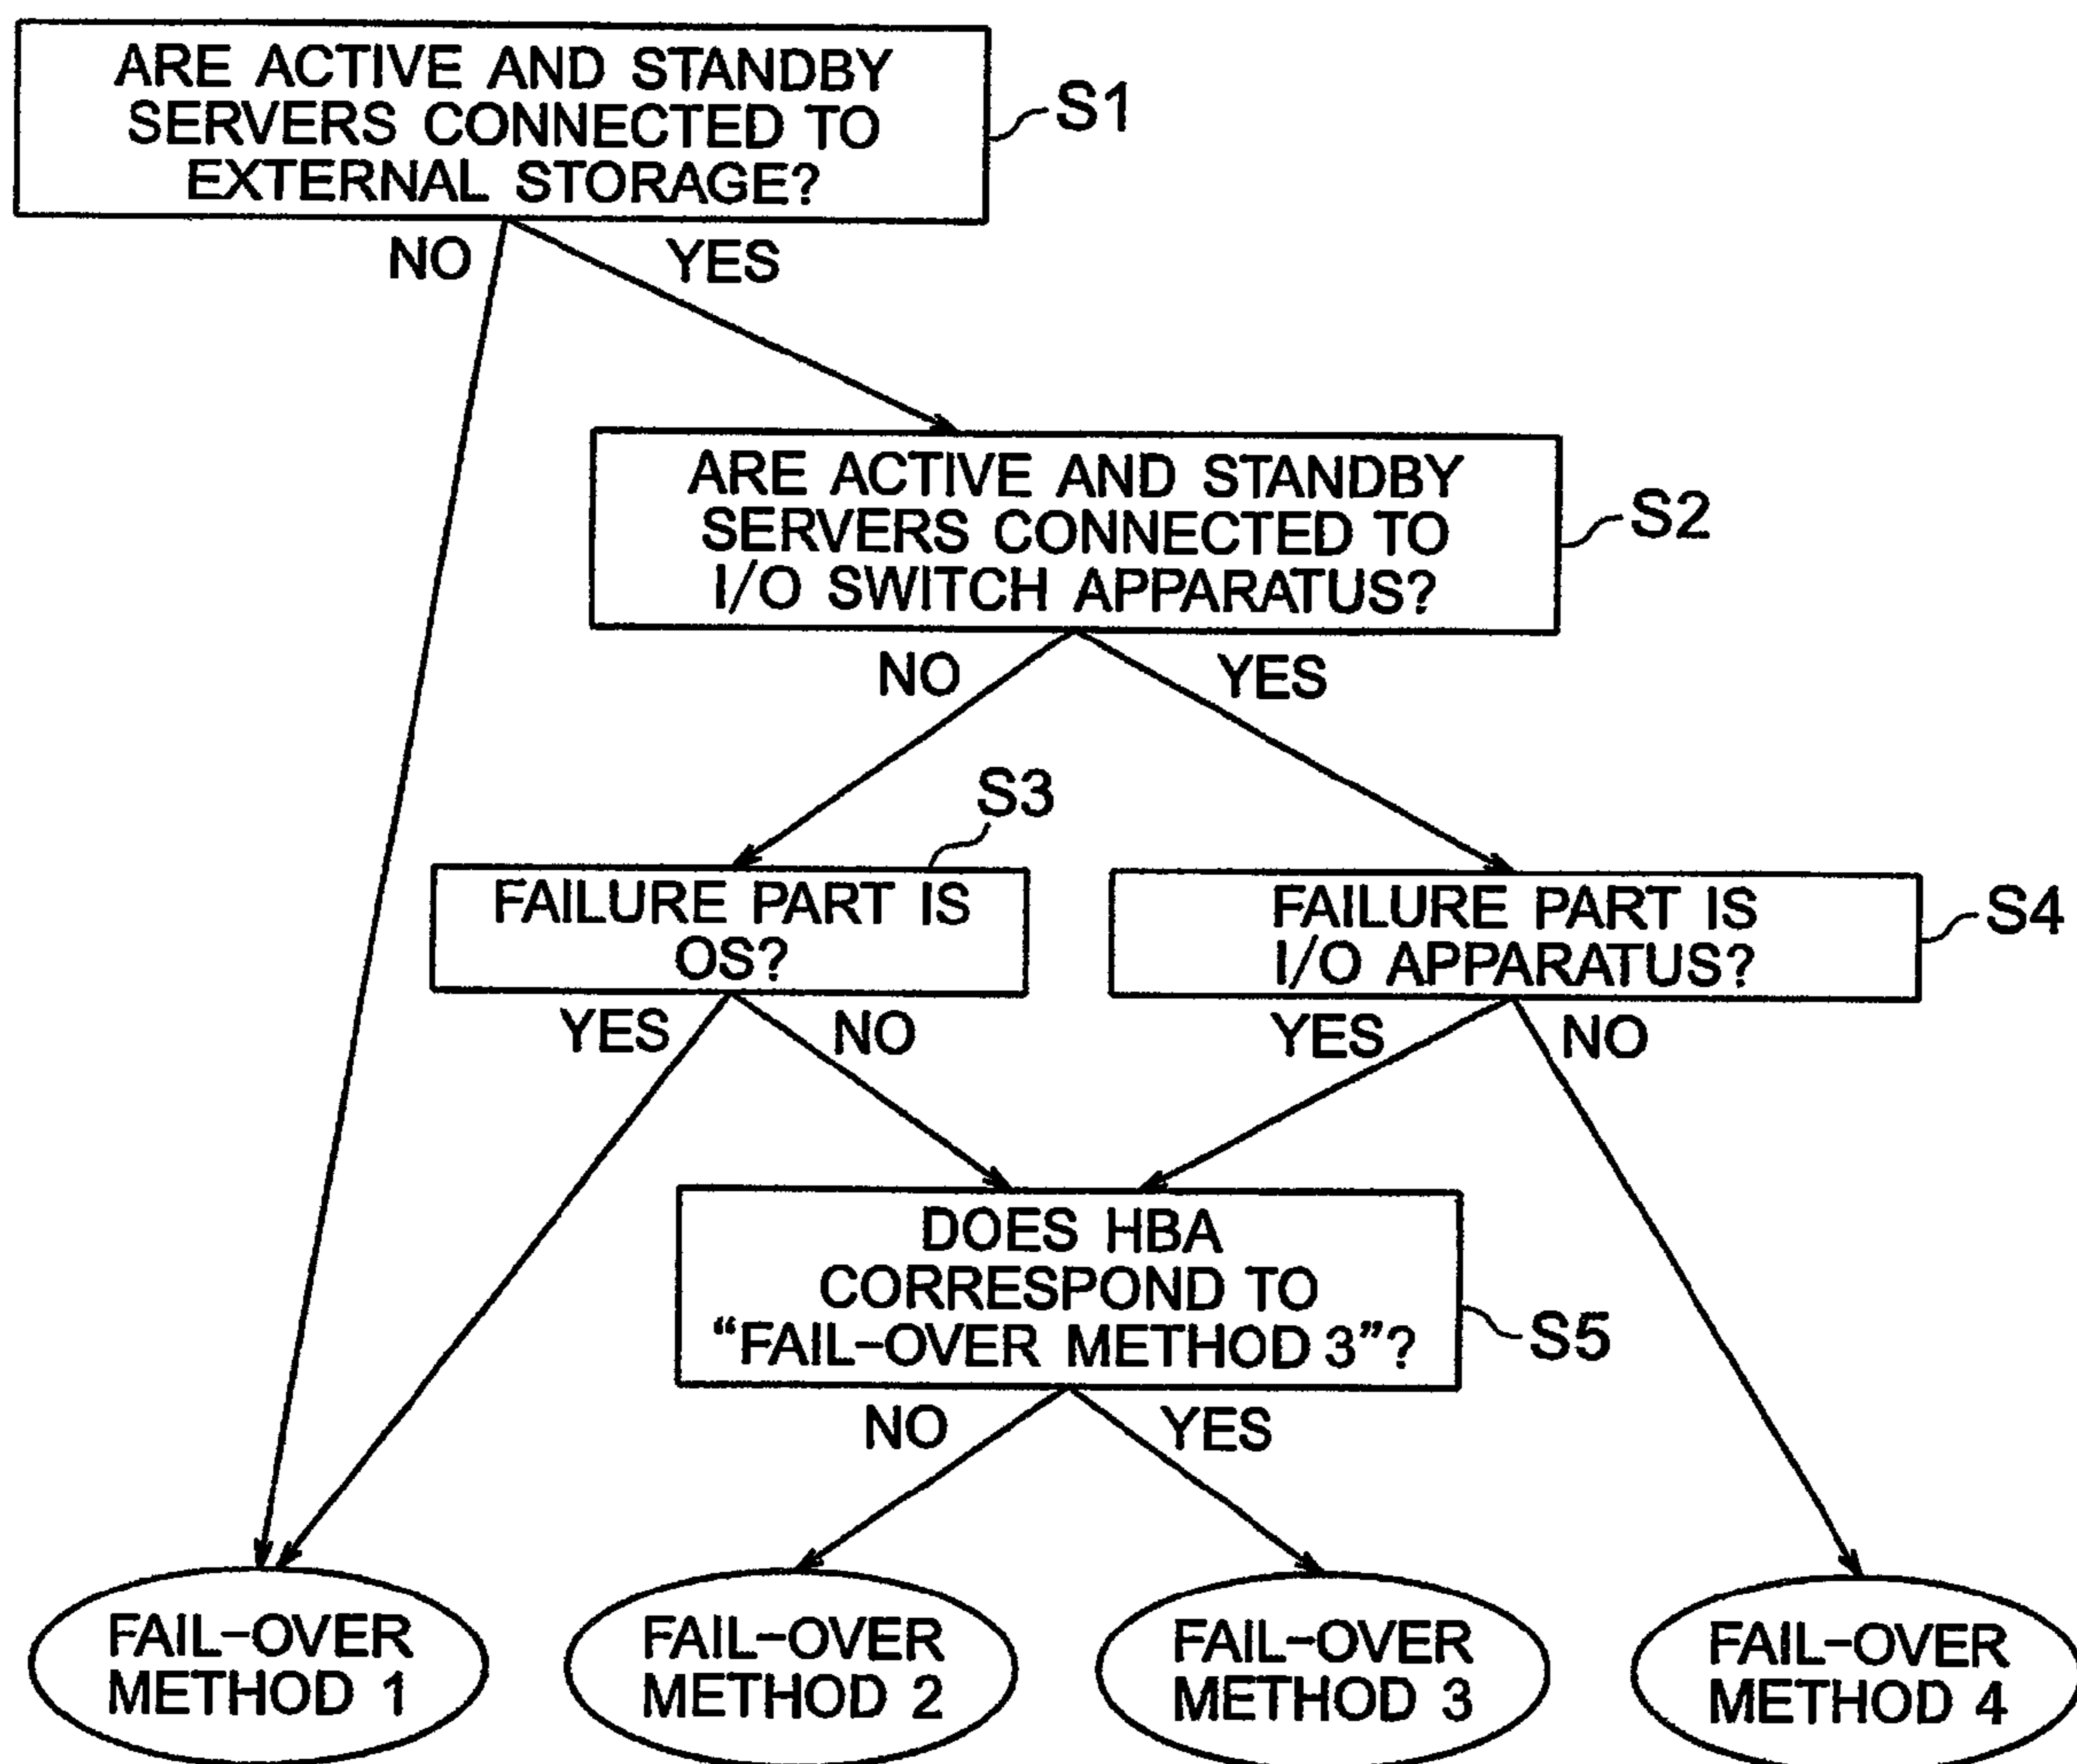 ARE ACTIVE AND STANDBY
SERVERS CONNECTED TO
EXTERNAL STORAGE?
S1
NO
YES
ARE ACTIVE AND STANDBY
SERVERS CONNECTED TO
I/O SWITCH APPARATUS?
S2
NO
YES
S3
FAILURE PART IS
OS?
FAILURE PART IS
I/O APPARATUS?
S4
YES
NO
YES
NO
DOES HBA
CORRESPOND TO
“FAIL-OVER METHOD 3”?
S5
NO
YES
FAIL-OVER
METHOD 1
FAIL-OVER
METHOD 2
FAIL-OVER
METHOD 3
FAIL-OVER
METHOD 4